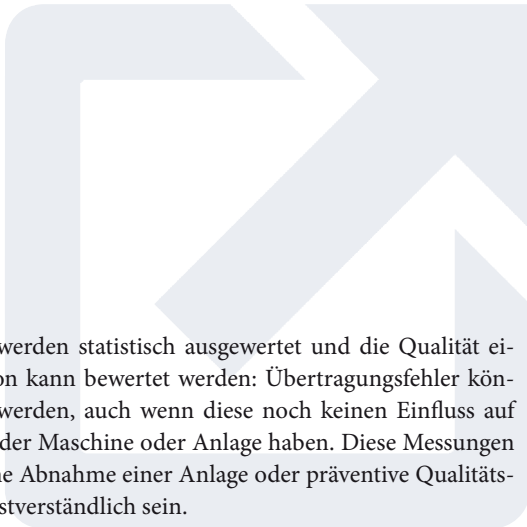 werden statistisch ausgewertet und die Qualität ei-
on kann bewertet werden: Übertragungsfehler kön-
werden, auch wenn diese noch keinen Einfluss auf
der Maschine oder Anlage haben. Diese Messungen
ne Abnahme einer Anlage oder präventive Qualitäts-
stverständlich sein.